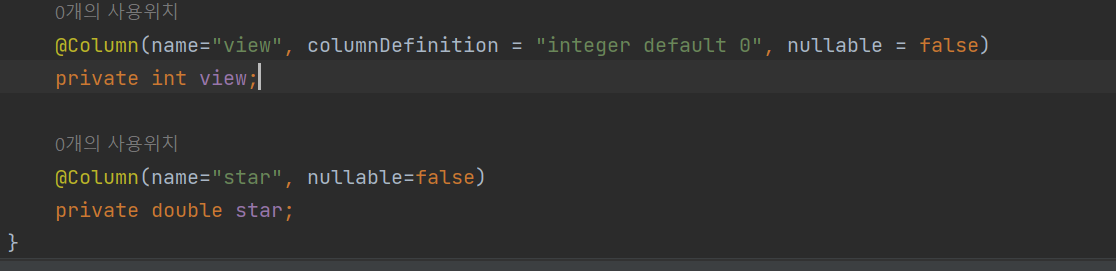 0개의 사용위치
@Column(name="view", columnDefinition = "integer default 0", nullable = false)
private int view;
0개의 사용위치
@Column(name="star", nullable=false)
private double star;
}